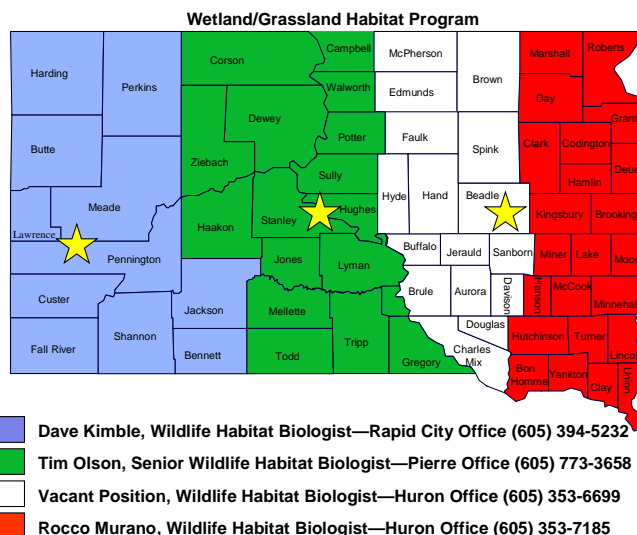 Wetland/Grassland Habitat Program
Harding
Perkins
Corson
Campbell
McPherson
Brown
Marshall
Roberts
Walworth
Edmunds
Day
Dewey
Grant
Butte
Potter
Faulk
Spink
Clark
Codington
Ziebach
Deue
Sully
Hamlin
Meade
Hyde
Hand
Beadle
Haakon
Stanley
Hughes
Kingsbury
Brooking
Lawrence
Pennington
Buffalo
Jerauld
Sanborn
Miner
Lake
Mood
Jones
Lyman
Custer
Jackson
Brule
Aurora
Davison
Hanson
McCook
Minneha
Mellette
Douglas
Fall River
Shannon
Bennett
Todd
Tripp
Gregory
Charles
Mix
Hutchinson
Turner
Lincol
Bon
Homme
Yankton
Clay
Union
Dave Kimble, Wildlife Habitat Biologist—Rapid City Office (605) 394-5232
Tim Olson, Senior Wildlife Habitat Biologist—Pierre Office (605) 773-3658
Vacant Position, Wildlife Habitat Biologist—Huron Office (605) 353-6699
Rocco Murano, Wildlife Habitat Biologist—Huron Office (605) 353-7185